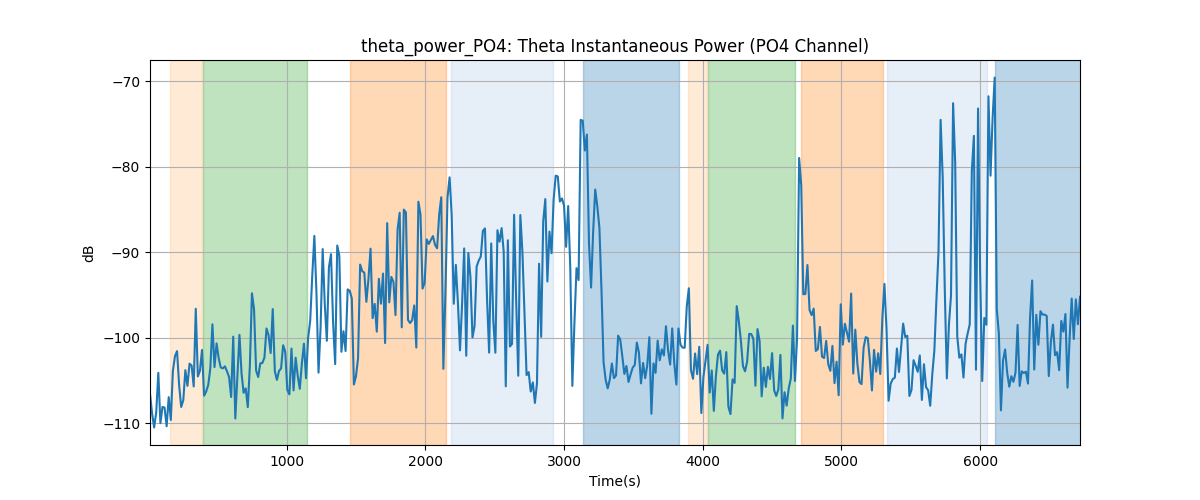 theta_power_PO4: Theta Instantaneous Power (PO4 Channel)
dB
−70
−80
−90
−100
−110
1000 2000 3000 4000 5000 6000
Time(s)